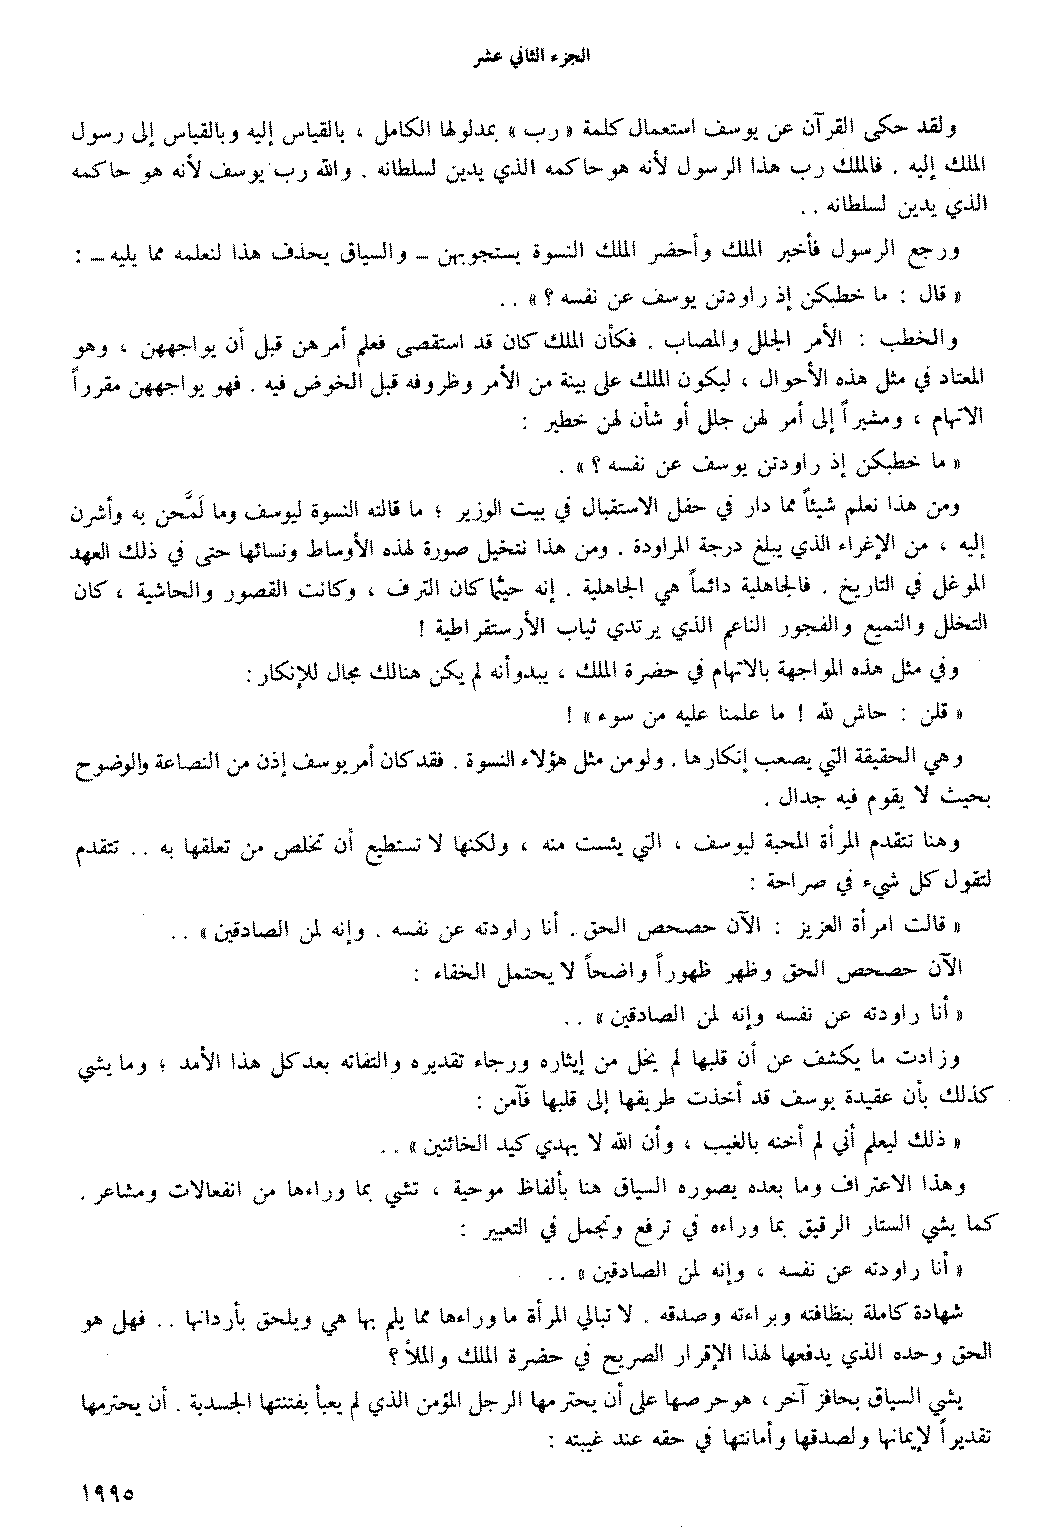 الجزء الثاني عشر
ولقد حكى القرآن عن يوسف استعمال كلمة « رب » بمدلولها الكامل ، بالقياس إليه وبالقياس إلى رسول
الملك إليه . فالملك رب هذا الرسول لأنه هو حاكمه الذي يدين لسلطانه . والله رب يوسف لأنه هو حاكمه
الذي يدين لسلطانه ..
ورجع الرسول فأخبر الملك وأحضر الملك النسوة يستجوبهن – والسياق يحذف هذا لنعلمه مما يليه – :
« قال : ما خطبكن إذ راودتن يوسف عن نفسه ؟ » ..
والخطب : الأمر الجلل والمصاب . فكأن الملك كان قد استقصى فعلم أمرهن قبل أن يواجههن ، وهو
المعتاد في مثل هذه الأحوال ، ليكون الملك على بينة من الأمر وظروفه قبل الخوض فيه . فهو يواجههن مقرراً
الاتهام ، ومشيراً إلى أمر لهن جلل أو شأن لهن خطير :
« ما خطبكن إذ راودتن يوسف عن نفسه ؟ » .
ومن هذا نعلم شيئاً مما دار في حفل الاستقبال في بيت الوزير ؛ ما قالته النسوة ليوسف وما لَمَّحن به وأشرن
إليه ، من الإغراء الذي يبلغ درجة المراودة . ومن هذا نتخيل صورة لهذه الأوساط ونسائها حتى في ذلك العهد
الموغل في التاريخ . فالجاهلية دائماً هي الجاهلية . إنه حيثما كان الترف ، وكانت القصور والحاشية ، كان
التخلل والتميع والفجور الناعم الذي يرتدي ثياب الأرستقراطية !
وفي مثل هذه المواجهة بالاتهام في حضرة الملك ، يبدو أنه لم يكن هنالك مجال للإنكار :
« قلن : حاش لله ! ما علمنا عليه من سوء » !
وهي الحقيقة التي يصعب إنكارها . ولو من مثل هؤلاء النسوة . فقد كان أمر يوسف إذن من النصاعة والوضوح
بحيث لا يقوم فيه جدال .
وهنا تتقدم المرأة المحبة ليوسف ، التي يئست منه ، ولكنها لا تستطيع أن تخلص من تعلقها به .. تتقدم
لتقول كل شيء في صراحة :
« قالت امرأة العزيز : الآن حصحص الحق . أنا راودته عن نفسه . وإنه لمن الصادقين » ..
الآن حصحص الحق وظهر ظهوراً واضحاً لا يحتمل الخفاء :
« أنا راودته عن نفسه وإنه لمن الصادقين » ..
وزادت ما يكشف عن أن قلبها لم يخل من إيثاره ورجاء تقديره والتفاته بعد كل هذا الأمد ؛ وما يشي
كذلك بأن عقيدة يوسف قد أخذت طريقها إلى قلبها فآمن :
« ذلك ليعلم أني لم أخنه بالغيب ، وأن الله لا يهدي كيد الخائنين » ..
وهذا الاعتراف وما بعده يصوره السياق هنا بألفاظ موحية ، تشي بما وراءها من انفعالات ومشاعر .
كما يشي الستار الرقيق بما وراءه في ترفع وتجمل في التعبير :
« أنا راودته عن نفسه ، وإنه لمن الصادقين » ..
شهادة كاملة بنظافته وبراءته وصدقه . لا تبالي المرأة ما وراءها مما يلم بها هي ويلحق بأردانها .. فهل هو
الحق وحده الذي يدفعها لهذا الإقرار الصريح في حضرة الملك والملأ ؟
يشي السياق بحافز آخر ، هو حرصها على أن يحترمها الرجل المؤمن الذي لم يعبأ بفتنتها الجسدية . أن يحترمها
تقديراً لإيمانها ولصدقها وأمانتها في حقه عند غيبته :
١٩٩٥